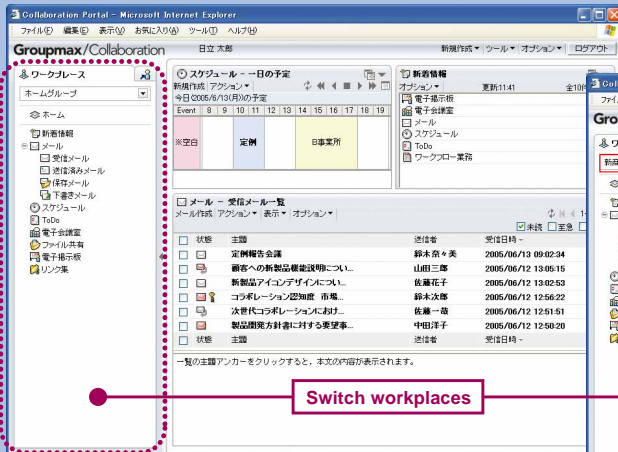 Collaboration Portal - Microsoft Internet Explorer
ファイル(F) 編集(E) 表示(V) お気に入り(A) ツール(T) ヘルプ(H)
Groupmax/Collaboration 日立 太郎 新規作成 ツール オプション ログアウト
ワークプレース
ホームグループ
ホーム
新着情報
メール
受信メール
送信済みメール
保存メール
下書きメール
スケジュール
ToDo
電子会議室
ファイル共有
電子掲示板
リンク集
スケジュール - 一日の予定
新規作成 アクション
今日(2005/6/13(月))の予定
Event 8 9 10 11 12 13 14 15 16 17 18 19
※空白 定例 B事業所
新着情報
オプション 更新:11:41 全10件
電子掲示板
電子会議室
メール
スケジュール
ToDo
ワークフロー業務
メール - 受信メール一覧
メール作成 アクション 表示 オプション
未読 至急
状態 主題 送信者 受信日時
定例報告会議 鈴木奈々美 2005/06/13 09:02:34
顧客への新製品機能説明につい... 山田三郎 2005/06/12 13:05:15
新製品アイコンデザインについ... 佐藤花子 2005/06/12 13:02:53
コラボレーション認知度 市場... 鈴木次郎 2005/06/12 12:56:22
次世代コラボレーションにおけ... 佐藤一哉 2005/06/12 12:51:51
製品開発方針書に対する要望事... 中田洋子 2005/06/12 12:50:20
状態 主題 送信者 受信日時
一覧の主題アンカーをクリックすると、本文の内容が表示されます。
Switch workplaces